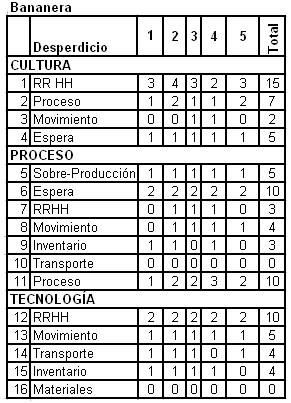 Bananera
Desperdicio 1 2 3 4 5 Total
CULTURA
1 RR HH 3 4 3 2 3 15
2 Proceso 1 2 1 1 2 7
3 Movimiento 0 0 1 1 0 2
4 Espera 1 1 1 1 1 5
PROCESO
5 Sobre-Producción 1 1 1 1 1 5
6 Espera 2 2 2 2 2 10
7 RRHH 0 1 1 1 0 3
8 Movimiento 0 1 1 1 1 4
9 Inventario 1 1 0 1 0 3
10 Transporte 0 0 0 0 0 0
11 Proceso 1 2 2 3 2 10
TECNOLOGÍA
12 RRHH 2 2 2 2 2 10
13 Movimiento 1 1 1 1 1 5
14 Transporte 1 1 1 0 1 4
15 Inventario 1 1 1 1 0 4
16 Materiales 0 0 0 0 0 0